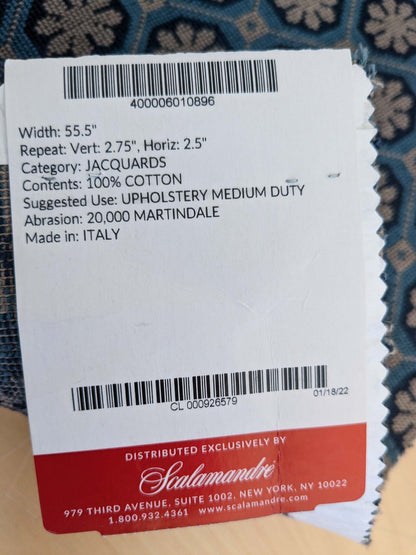 400006010896
Width: 55.5"
Repeat: Vert: 2.75", Horiz: 2.5"
Category: JACQUARDS
Contents: 100% COTTON
Suggested Use: UPHOLSTERY MEDIUM DUTY
Abrasion: 20,000 MARTINDALE
Made in: ITALY
CL 000926579
01/18/22
DISTRIBUTED EXCLUSIVELY BY
Scalamandré
979 THIRD AVENUE, SUITE 1002, NEW YORK, NY 10022
1.800.932.4361 www.scalamandre.com